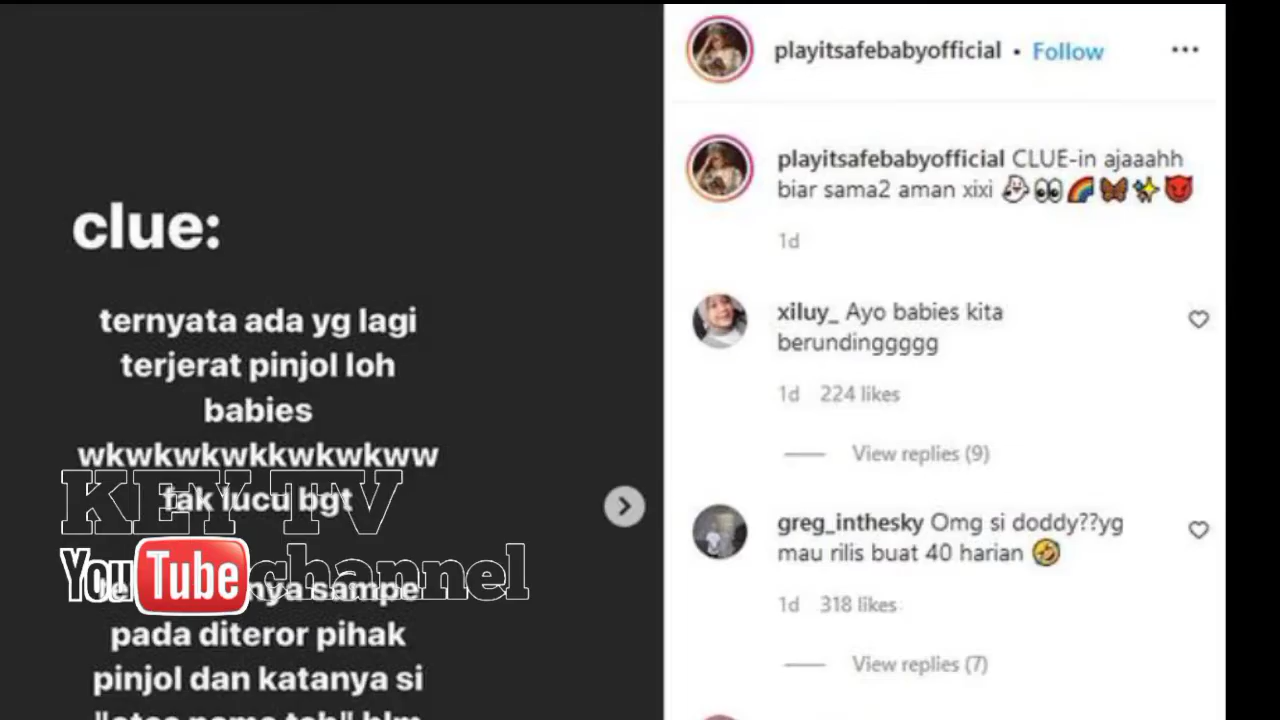 clue:
ternyata ada yg lagi
terjerat pinjol loh
babies
wkwkwkwkkwkwkww
fak lucu bgt
KEY TV
YouTube channel
nya sampe
pada diteror pihak
pinjol dan katanya si
playitsafebabyofficial • Follow
playitsafebabyofficial CLUE-in ajaaahh
biar sama2 aman xixi 👻👀🌈🦋✨😈
1d
xiluy_ Ayo babies kita
berundinggggg
1d 224 likes
View replies (9)
greg_inthesky Omg si doddy??yg
mau rilis buat 40 harian 🤣
1d 318 likes
View replies (7)